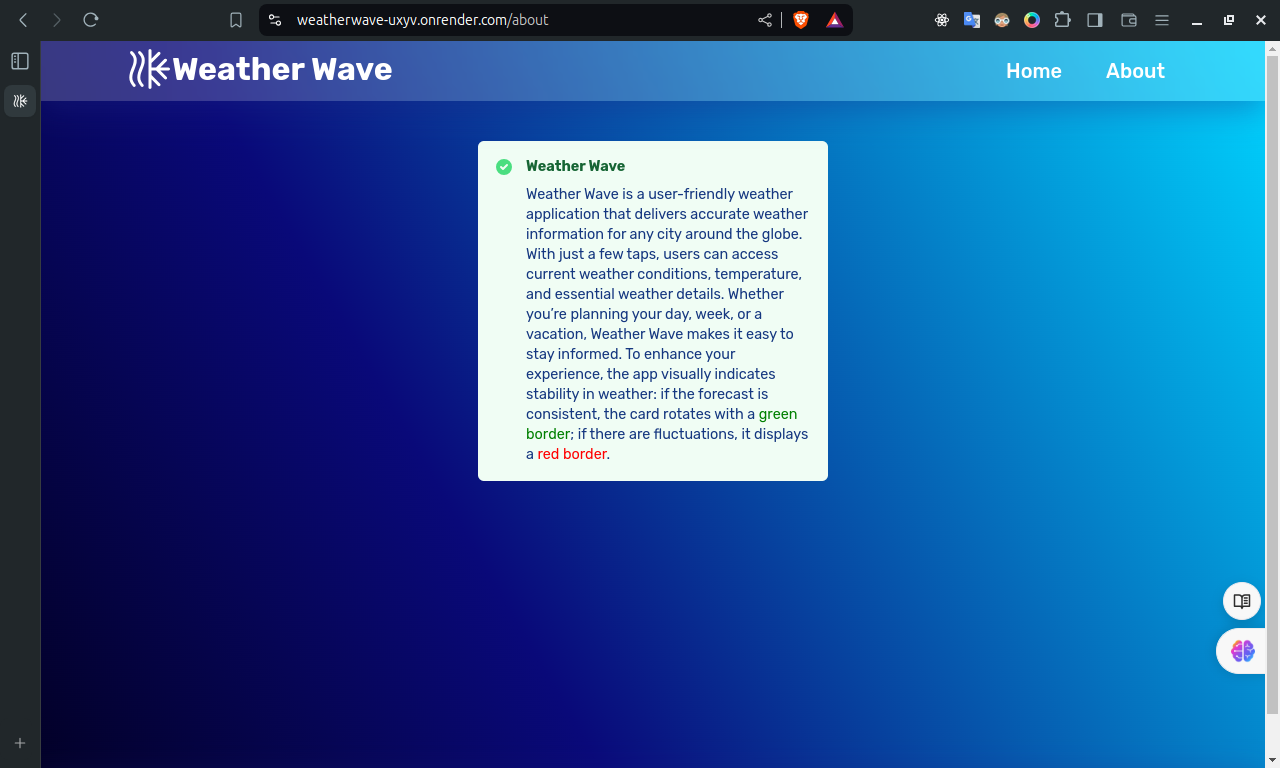 weatherwave-uxyv.onrender.com/about
Weather Wave
Home
About
Weather Wave
Weather Wave is a user-friendly weather
application that delivers accurate weather
information for any city around the globe.
With just a few taps, users can access
current weather conditions, temperature,
and essential weather details. Whether
you’re planning your day, week, or a
vacation, Weather Wave makes it easy to
stay informed. To enhance your
experience, the app visually indicates
stability in weather: if the forecast is
consistent, the card rotates with a green
border; if there are fluctuations, it displays
a red border.